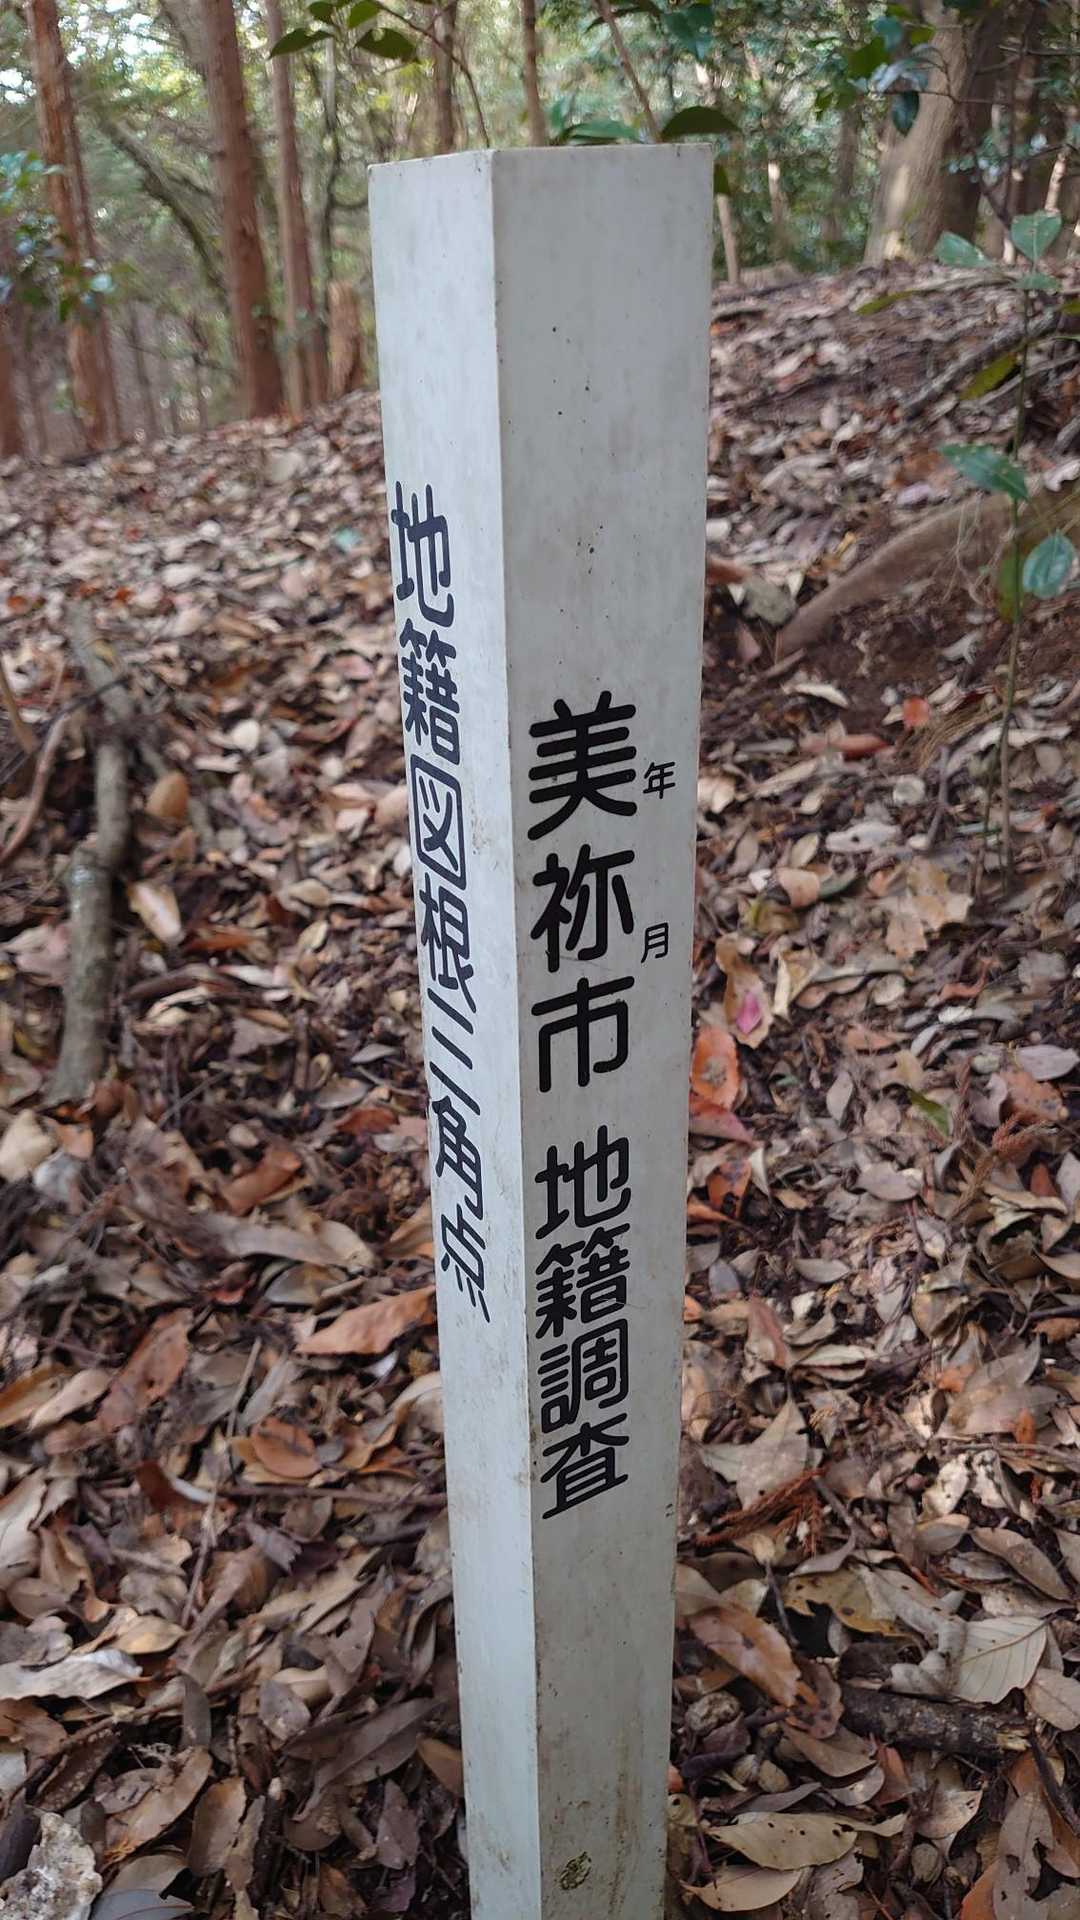 地籍図根三角点
美祢市 地籍調査
年 月